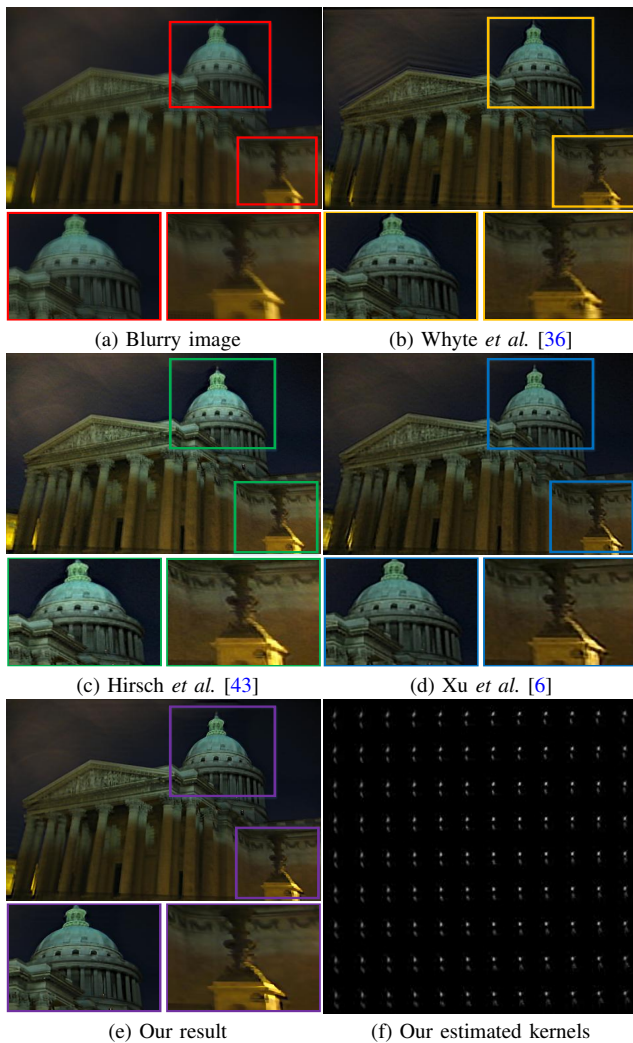 (a) Blurry image
(b) Whyte et al. [36]
(c) Hirsch et al. [43]
(d) Xu et al. [6]
(e) Our result
(f) Our estimated kernels